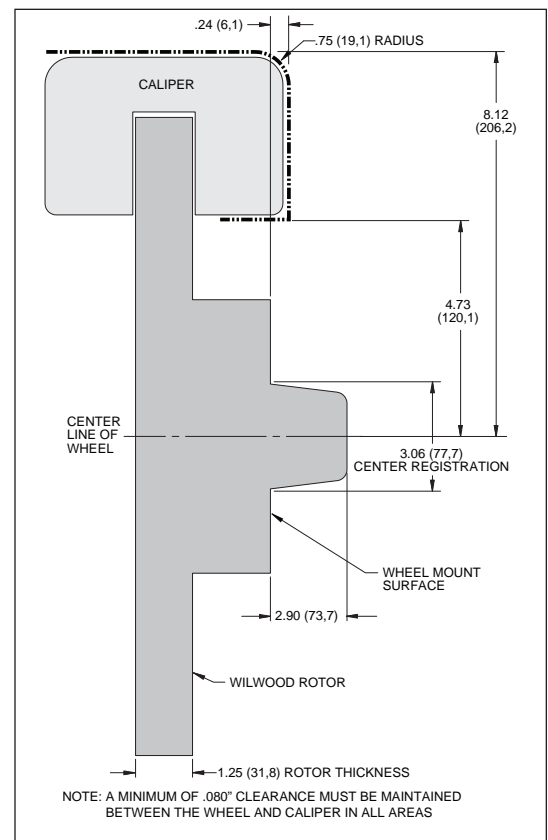 .24 (6,1)
.75 (19,1) RADIUS
CALIPER
8.12
(206,2)
4.73
(120,1)
CENTER
LINE OF
WHEEL
3.06 (77,7)
CENTER REGISTRATION
WHEEL MOUNT
SURFACE
2.90 (73,7)
WILWOOD ROTOR
1.25 (31,8) ROTOR THICKNESS
NOTE: A MINIMUM OF .080" CLEARANCE MUST BE MAINTAINED
BETWEEN THE WHEEL AND CALIPER IN ALL AREAS